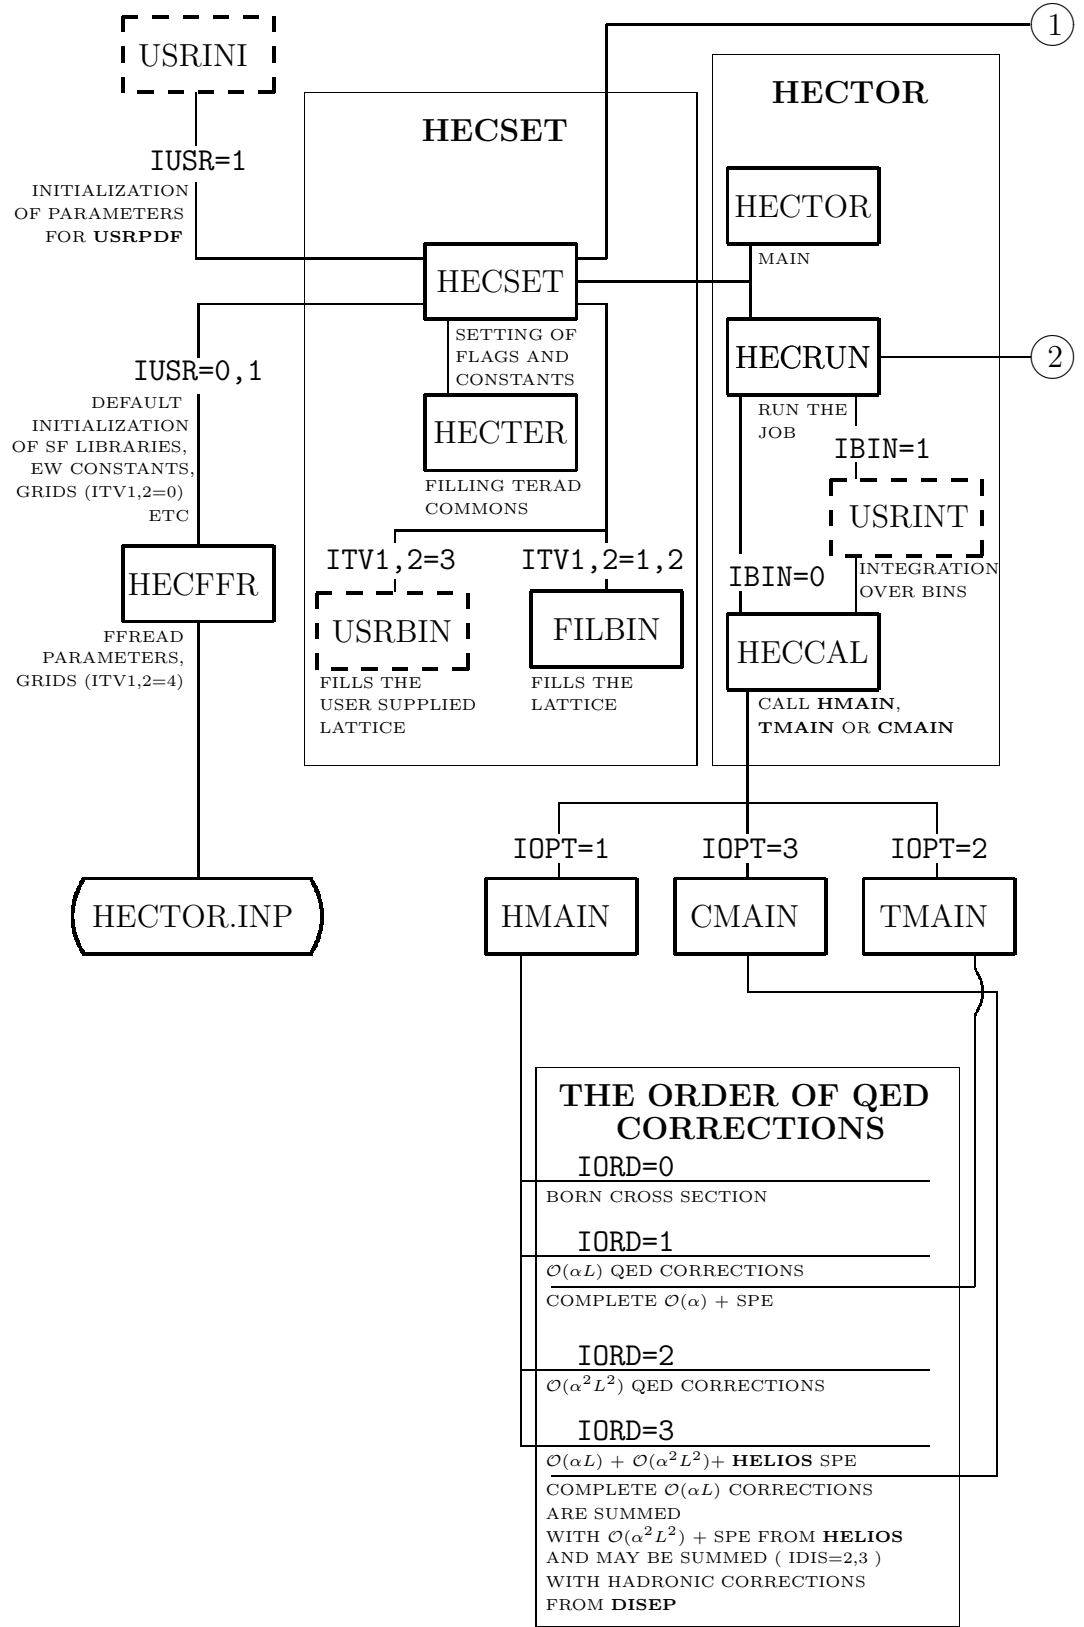 1
USRINI
HECTOR
HECSET
IUSR=1
INITIALIZATION
OF PARAMETERS
FOR USRPDF
HECTOR
MAIN
HECSET
SETTING OF
FLAGS AND
CONSTANTS
HECRUN
2
RUN THE
JOB
IUSR=0,1
DEFAULT
INITIALIZATION
OF SF LIBRARIES,
EW CONSTANTS,
GRIDS (ITV1,2=0)
ETC
HECTER
FILLING TERAD
COMMONS
IBIN=1
USRINT
INTEGRATION
OVER BINS
ITV1,2=3
ITV1,2=1,2
IBIN=0
HECFFR
FFREAD
PARAMETERS,
GRIDS (ITV1,2=4)
USRBIN
FILLS THE
USER SUPPLIED
LATTICE
FILBIN
FILLS THE
LATTICE
HECCAL
CALL HMAIN,
TMAIN OR CMAIN
IOPT=1
IOPT=3
IOPT=2
HECTOR.INP
HMAIN
CMAIN
TMAIN
THE ORDER OF QED
CORRECTIONS
IORD=0
BORN CROSS SECTION
IORD=1
𝒪(αL) QED CORRECTIONS
COMPLETE 𝒪(α) + SPE
IORD=2
𝒪(α²L²) QED CORRECTIONS
IORD=3
𝒪(αL) + 𝒪(α²L²)+ HELIOS SPE
COMPLETE 𝒪(αL) CORRECTIONS
ARE SUMMED
WITH 𝒪(α²L²) + SPE FROM HELIOS
AND MAY BE SUMMED ( IDIS=2,3 )
WITH HADRONIC CORRECTIONS
FROM DISEP